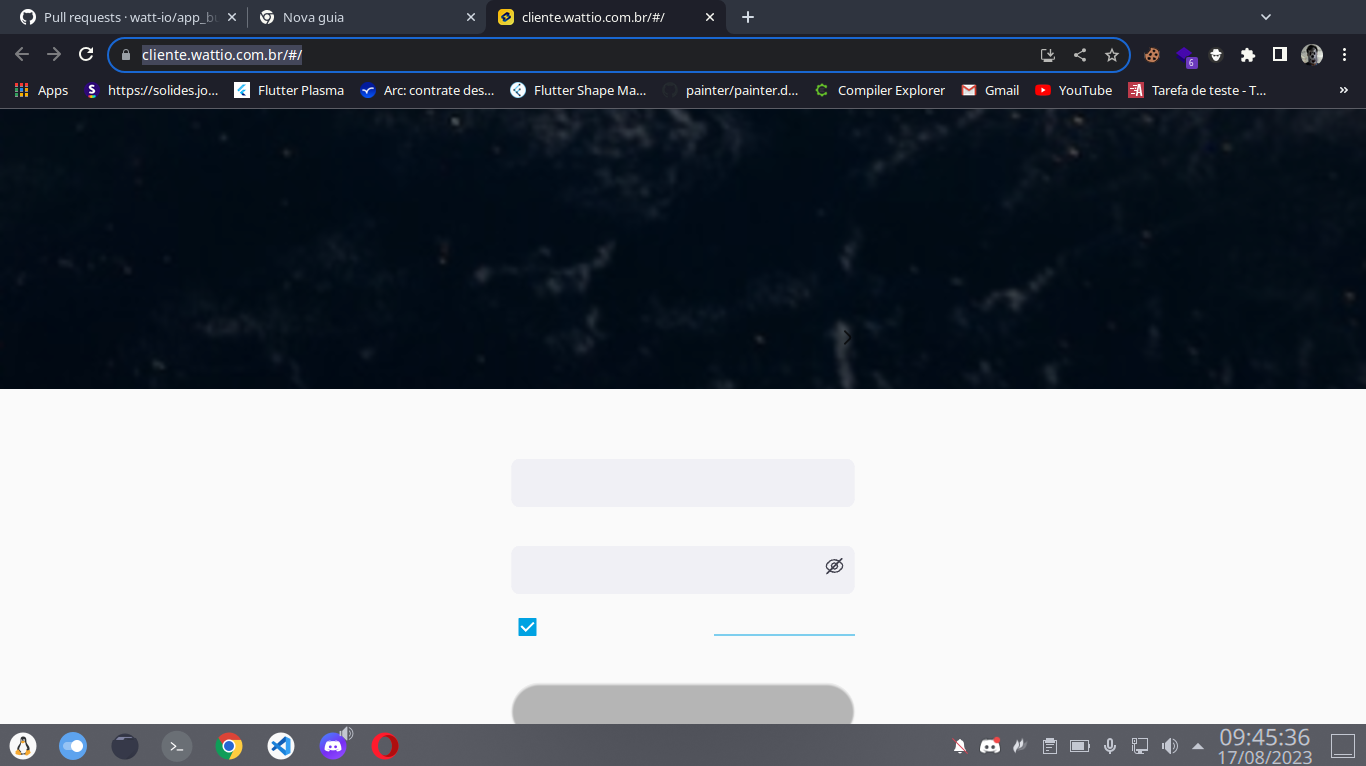 Pull requests · watt-io/app_bu
Nova guia
cliente.wattio.com.br/#/
cliente.wattio.com.br/#/
6
Apps
https://solides.jo...
Flutter Plasma
Arc: contrate des...
Flutter Shape Ma...
painter/painter.d...
Compiler Explorer
Gmail
YouTube
Tarefa de teste - T...
»
09:45:36
17/08/2023